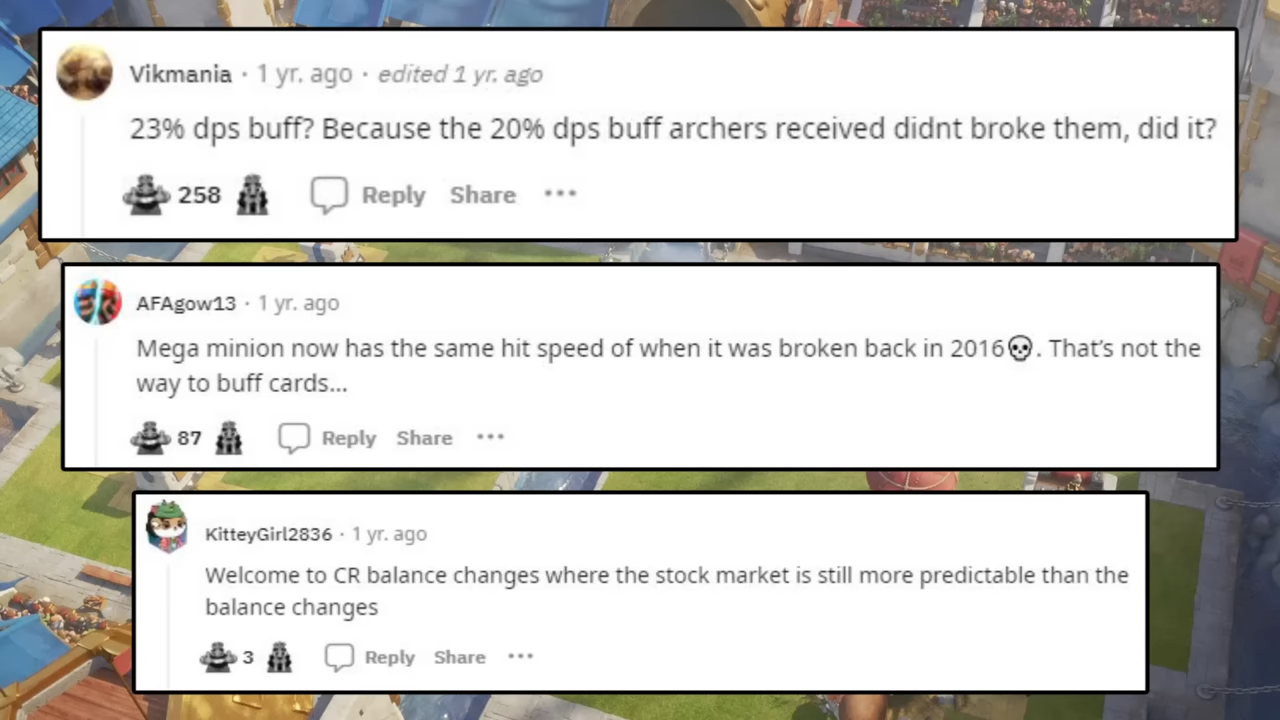 Vikmania · 1 yr. ago · edited 1 yr. ago
23% dps buff? Because the 20% dps buff archers received didnt broke them, did it?
258 Reply Share ···
AFAgow13 · 1 yr. ago
Mega minion now has the same hit speed of when it was broken back in 2016💀. That's not the
way to buff cards...
87 Reply Share ···
KitteyGirl2836 · 1 yr. ago
Welcome to CR balance changes where the stock market is still more predictable than the
balance changes
3 Reply Share ···